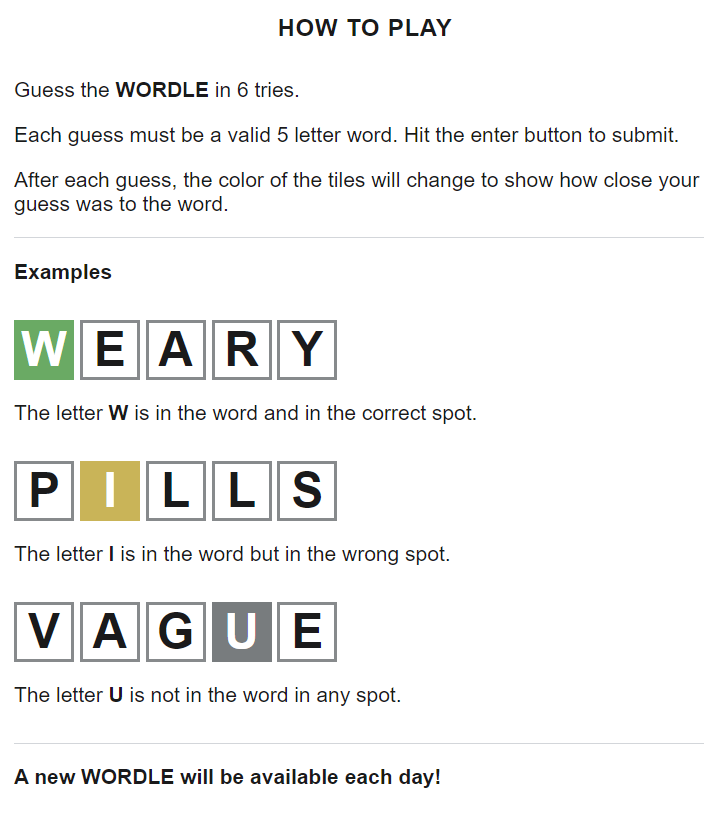 HOW TO PLAY
Guess the WORDLE in 6 tries.
Each guess must be a valid 5 letter word. Hit the enter button to submit.
After each guess, the color of the tiles will change to show how close your
guess was to the word.
Examples
W E A R Y
The letter W is in the word and in the correct spot.
P I L L S
The letter I is in the word but in the wrong spot.
V A G U E
The letter U is not in the word in any spot.
A new WORDLE will be available each day!